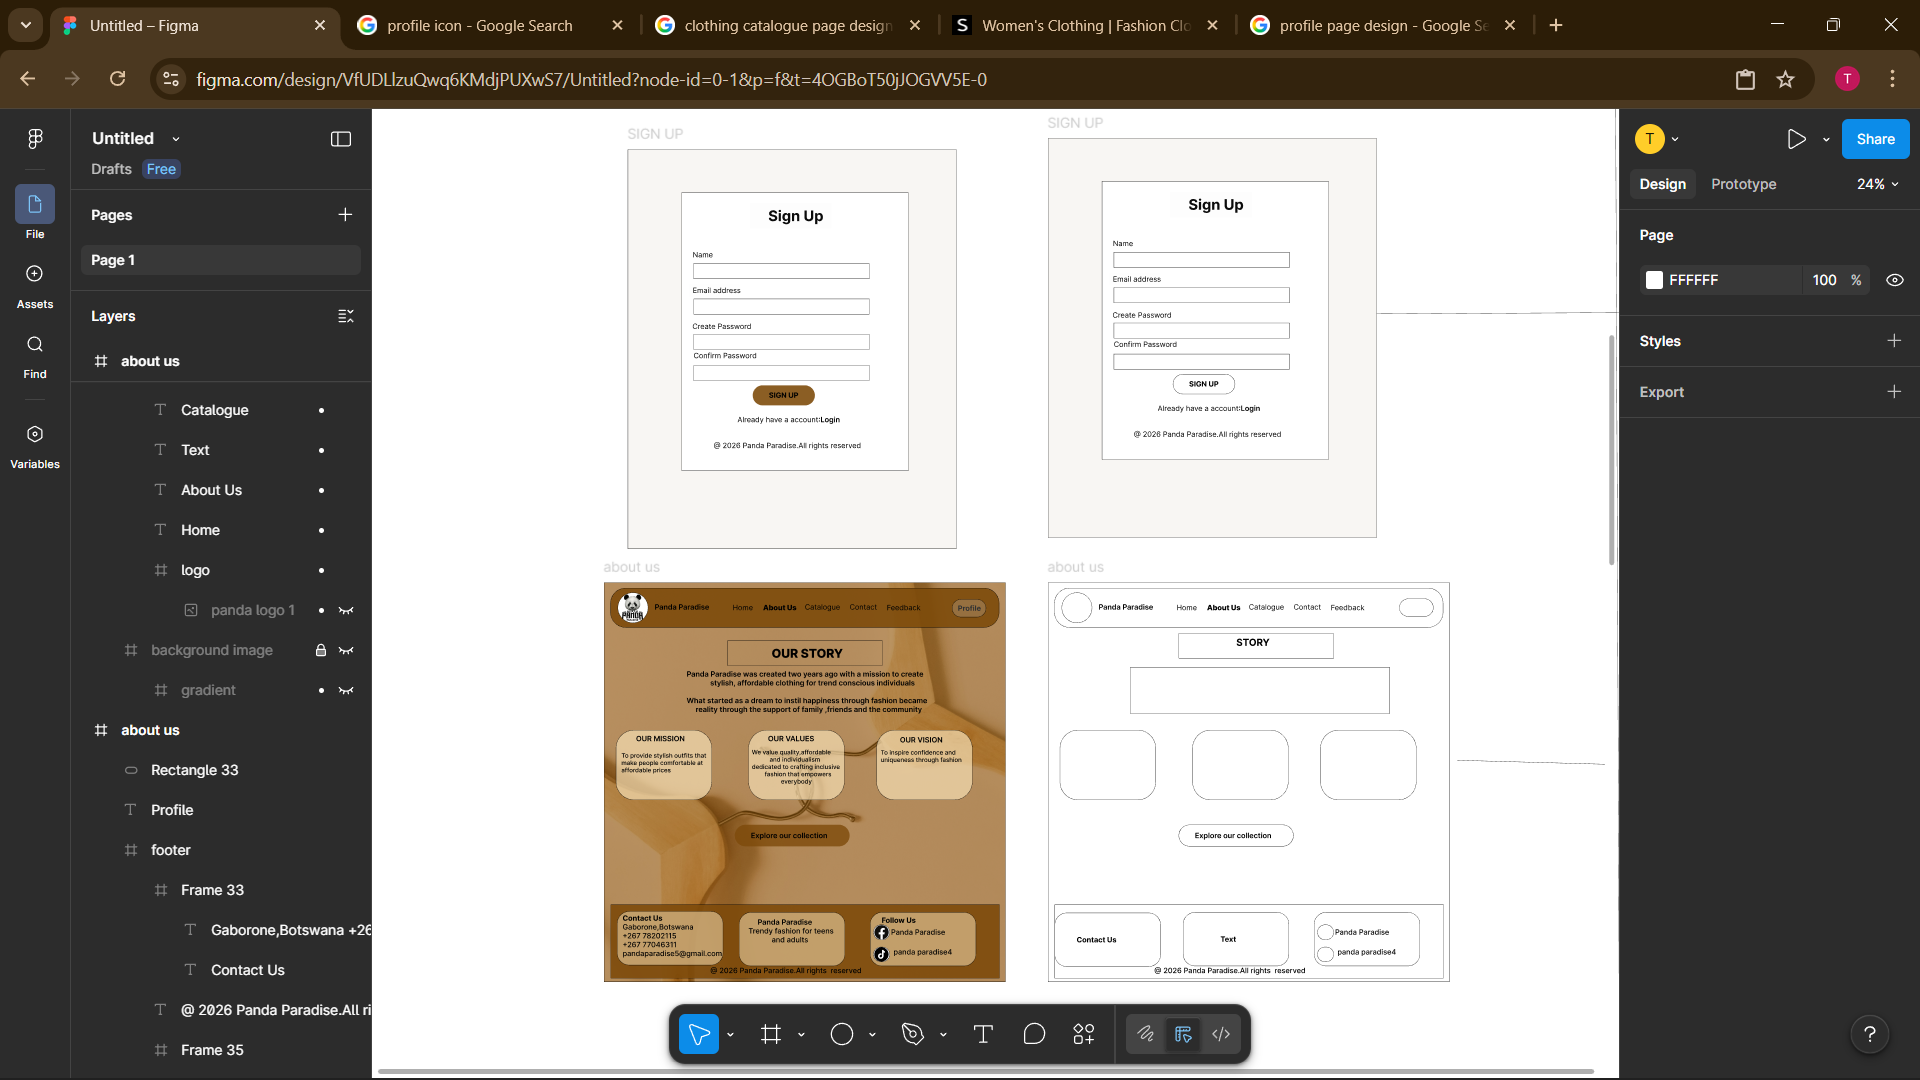 Untitled – Figma
profile icon - Google Search
clothing catalogue page design
Women's Clothing | Fashion Clo
profile page design - Google Se
figma.com/design/VfUDLlzuQwq6KMdjPUXwS7/Untitled?node-id=0-1&p=f&t=4OGBoT50jJOGVV5E-0
T
File
Assets
Find
Variables
Untitled
Drafts
Free
Pages
Page 1
Layers
about us
Catalogue
Text
About Us
Home
logo
panda logo 1
background image
gradient
about us
Rectangle 33
Profile
footer
Frame 33
Gaborone,Botswana +26
Contact Us
@ 2026 Panda Paradise.All ri
Frame 35
SIGN UP
Sign Up
Name
Email address
Create Password
Confirm Password
SIGN UP
Already have a account:Login
@ 2026 Panda Paradise.All rights reserved
SIGN UP
Sign Up
Name
Email address
Create Password
Confirm Password
SIGN UP
Already have a account:Login
@ 2026 Panda Paradise.All rights reserved
about us
PANDA
Panda Paradise
Home
About Us
Catalogue
Contact
Feedback
Profile
OUR STORY
Panda Paradise was created two years ago with a mission to create
stylish, affordable clothing for trend conscious individuals
What started as a dream to instil happiness through fashion became
reality through the support of family ,friends and the community
OUR MISSION
To provide stylish outfits that
make people comfortable at
affordable prices
OUR VALUES
We value quality,affordable
and individualism
dedicated to crafting inclusive
fashion that empowers
everybody
OUR VISION
To inspire confidence and
uniqueness through fashion
Explore our collection
Contact Us
Gaborone,Botswana
+267 78202115
+267 77046311
pandaparadise5@gmail.com
Panda Paradise
Trendy fashion for teens
and adults
Follow Us
Panda Paradise
panda paradise4
@ 2026 Panda Paradise.All rights reserved
about us
Panda Paradise
Home
About Us
Catalogue
Contact
Feedback
STORY
Explore our collection
Contact Us
Text
Panda Paradise
panda paradise4
@ 2026 Panda Paradise.All rights reserved
T
Share
Design
Prototype
24%
Page
FFFFFF
100
%
Styles
Export
?